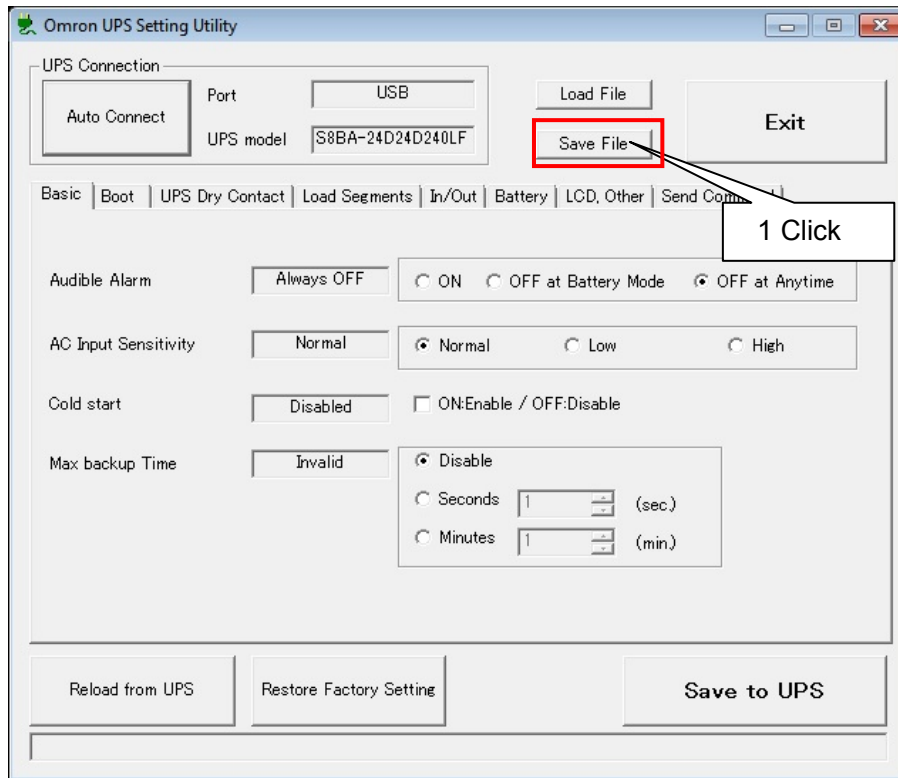 Omron UPS Setting Utility
UPS Connection
Auto Connect
Port
USB
UPS model
S8BA-24D24D240LF
Load File
Save File
Exit
Basic Boot UPS Dry Contact Load Segments In/Out Battery LCD, Other Send
1 Click
Audible Alarm Always OFF ON OFF at Battery Mode OFF at Anytime
AC Input Sensitivity Normal Normal Low High
Cold start Disabled ON:Enable / OFF:Disable
Max backup Time Invalid Disable
Seconds 1 (sec.)
Minutes 1 (min.)
Reload from UPS Restore Factory Setting Save to UPS